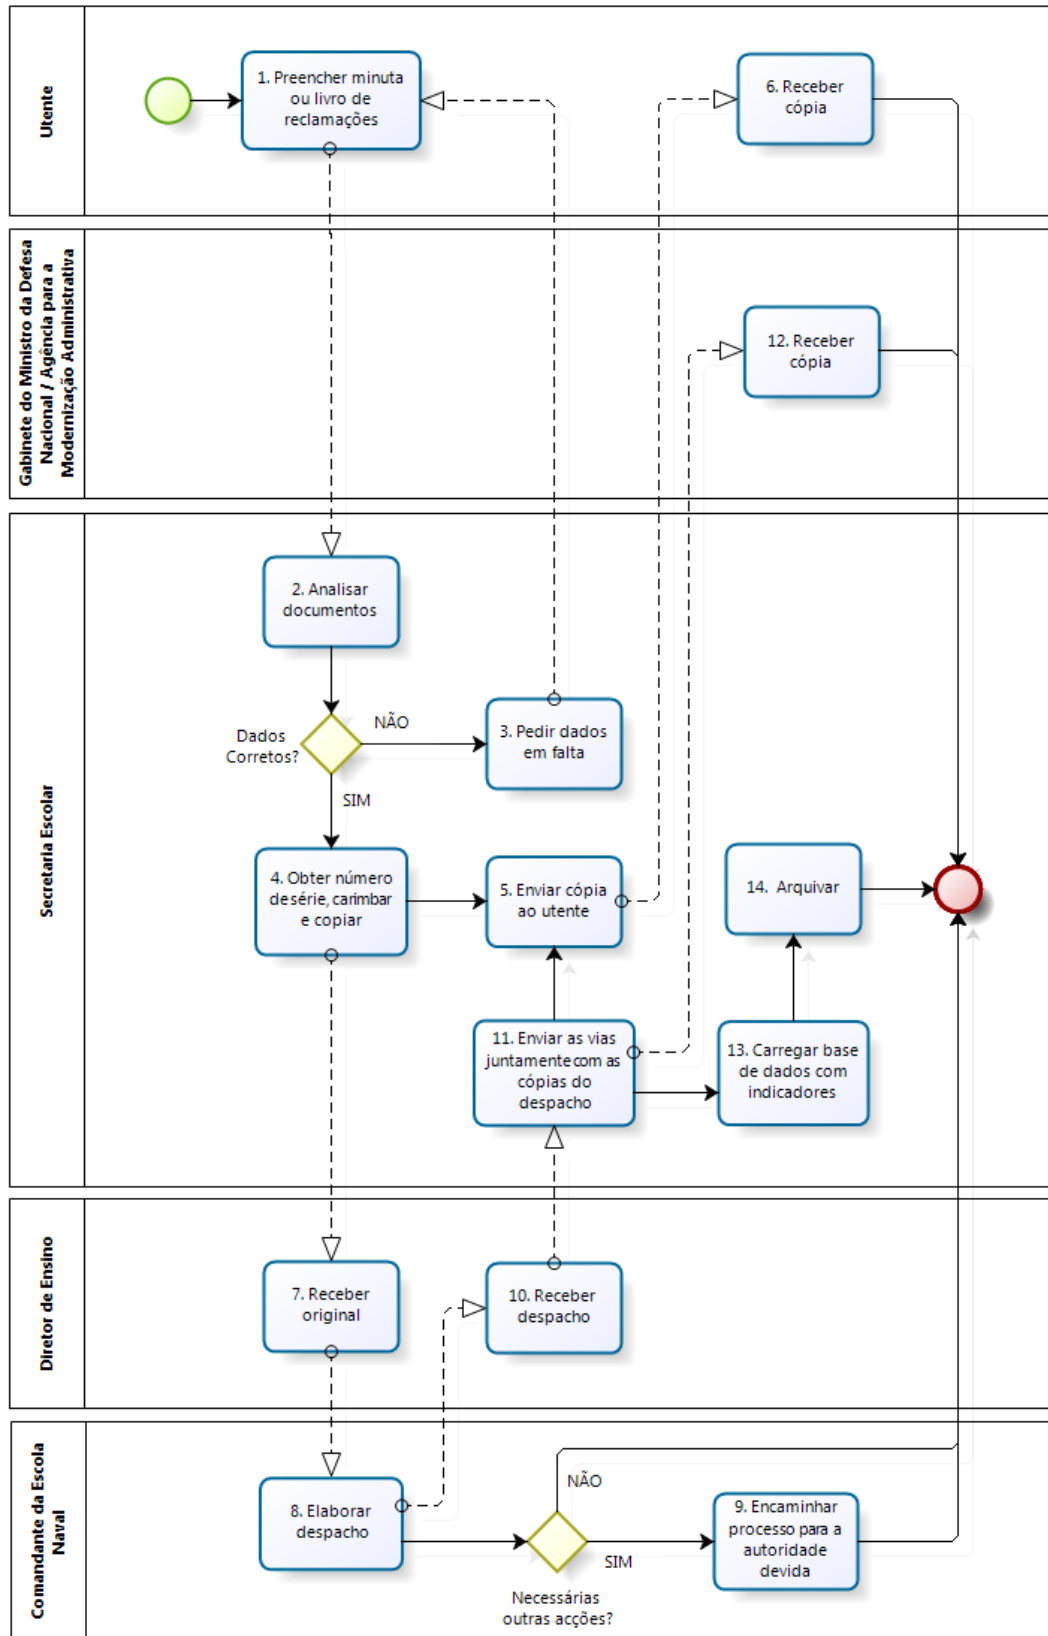 Utente
1. Preencher minuta
ou livro de
reclamações
6. Receber
cópia
Gabinete do Ministro da Defesa
Nacional / Agência para a
Modernização Administrativa
12. Receber
cópia
Secretaria Escolar
2. Analisar
documentos
Dados
Corretos?
NÃO
3. Pedir dados
em falta
SIM
4. Obter número
de série, carimbar
e copiar
5. Enviar cópia
ao utente
14. Arquivar
11. Enviar as vias
juntamente com as
cópias do
despacho
13. Carregar base
de dados com
indicadores
Diretor de Ensino
7. Receber
original
10. Receber
despacho
Comandante da Escola
Naval
8. Elaborar
despacho
NÃO
SIM
Necessárias
outras acções?
9. Encaminhar
processo para a
autoridade
devida